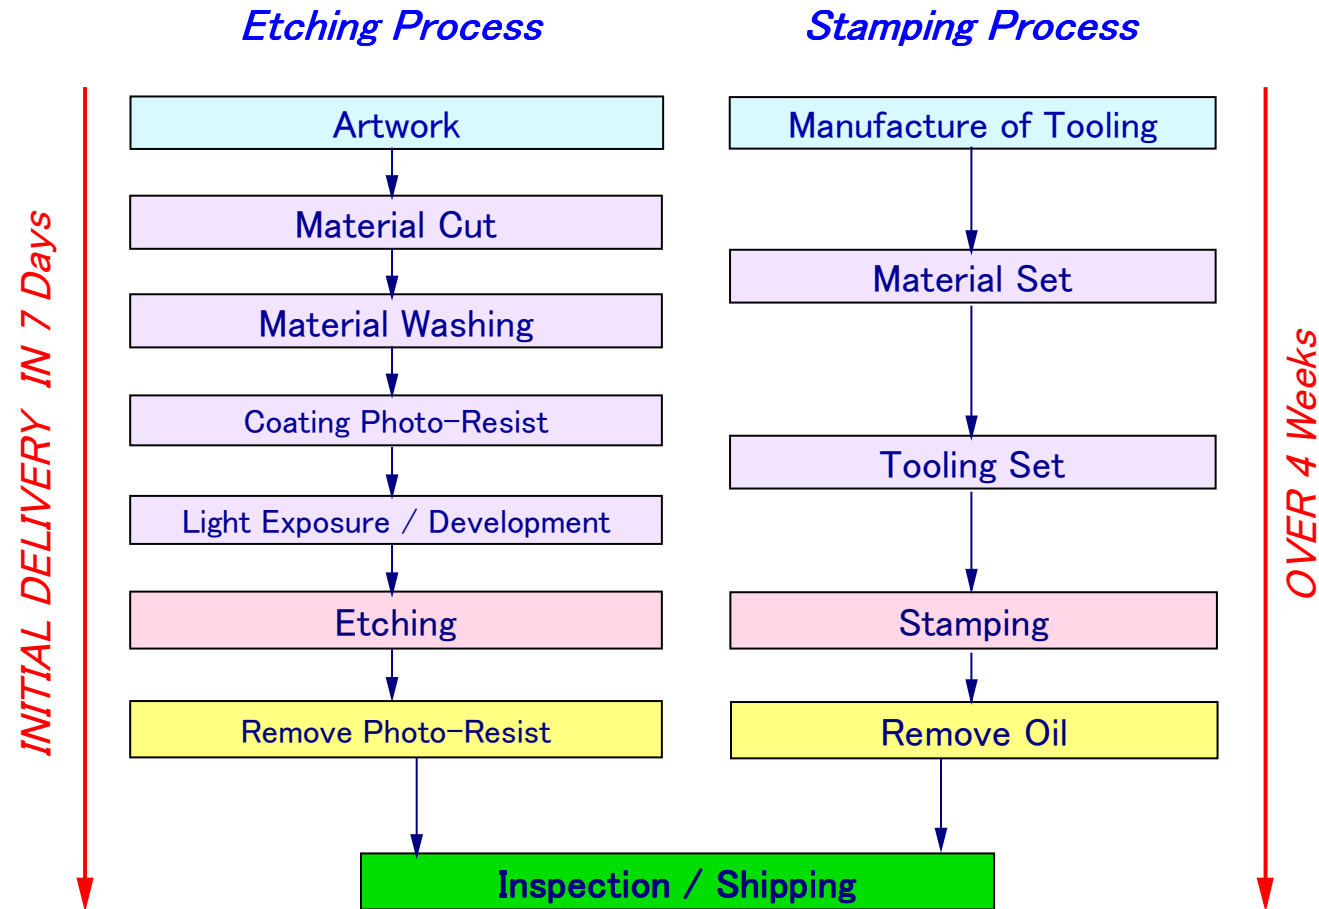 Etching Process
Stamping Process
INITIAL DELIVERY IN 7 Days
Artwork
Material Cut
Material Washing
Coating Photo-Resist
Light Exposure / Development
Etching
Remove Photo-Resist
Manufacture of Tooling
Material Set
Tooling Set
Stamping
Remove Oil
OVER 4 Weeks
Inspection / Shipping